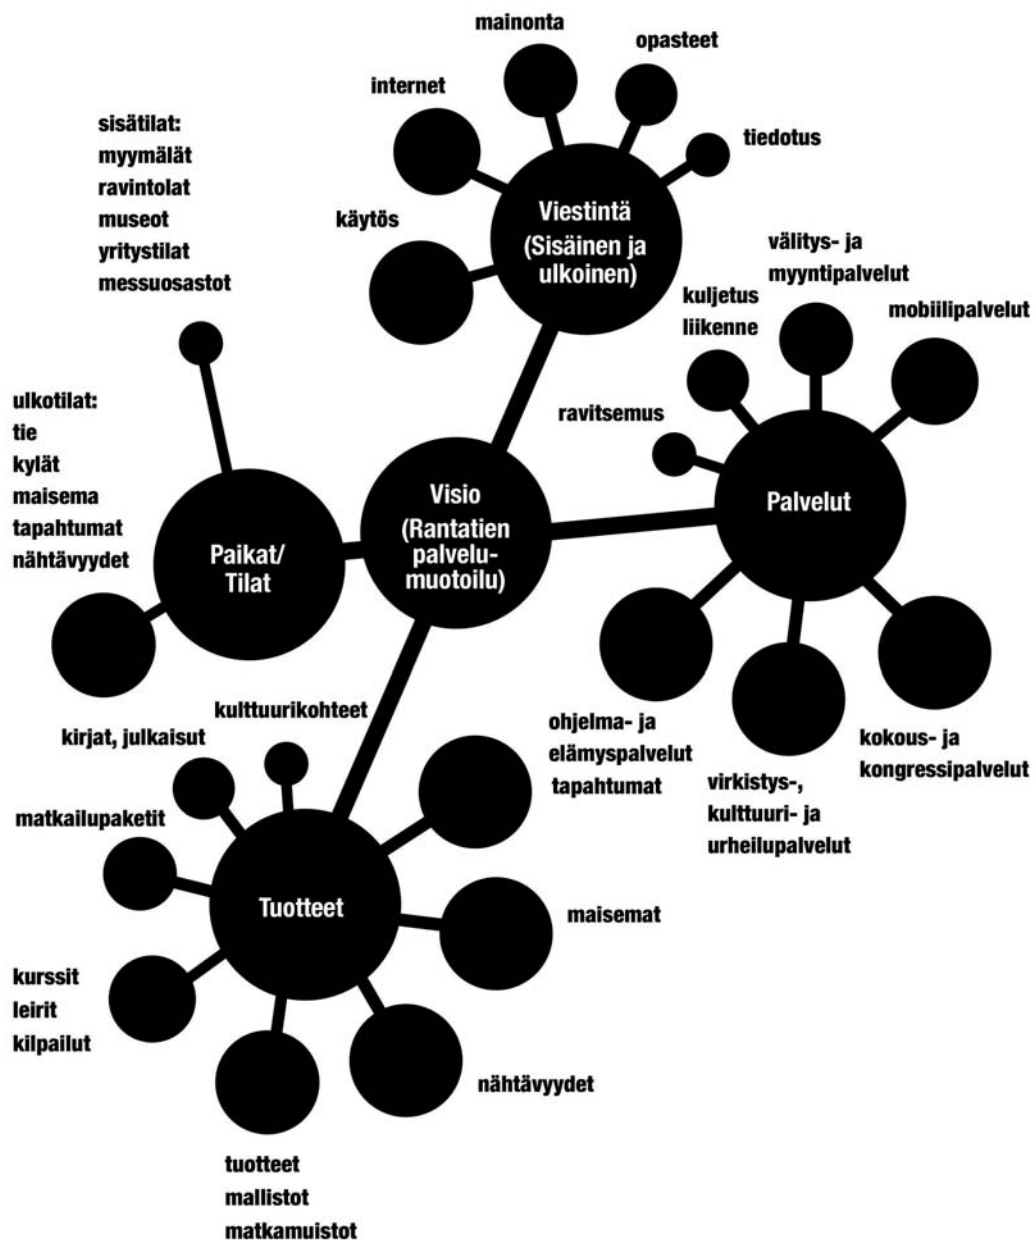 mainonta
opasteet
internet
tiedotus
käytös
Viestintä
(Sisäinen ja
ulkoinen)
sisätilat:
myymälät
ravintolat
museot
yritystilat
messuosastot
välitys- ja
myyntipalvelut
kuljetus
liikenne
mobiilipalvelut
ravitsemus
Palvelut
ulkotilat:
tie
kylät
maisema
tapahtumat
nähtävyydet
Paikat/
Tilat
Visio
(Rantatien
palvelu-
muotoilu)
ohjelma- ja
elämyspalvelut
tapahtumat
virkistys-,
kulttuuri- ja
urheilupalvelut
kokous- ja
kongressipalvelut
kulttuurikohteet
kirjat, julkaisut
matkailupaketit
Tuotteet
maisemat
kurssit
leirit
kilpailut
nähtävyydet
tuotteet
mallistot
matkamuistot